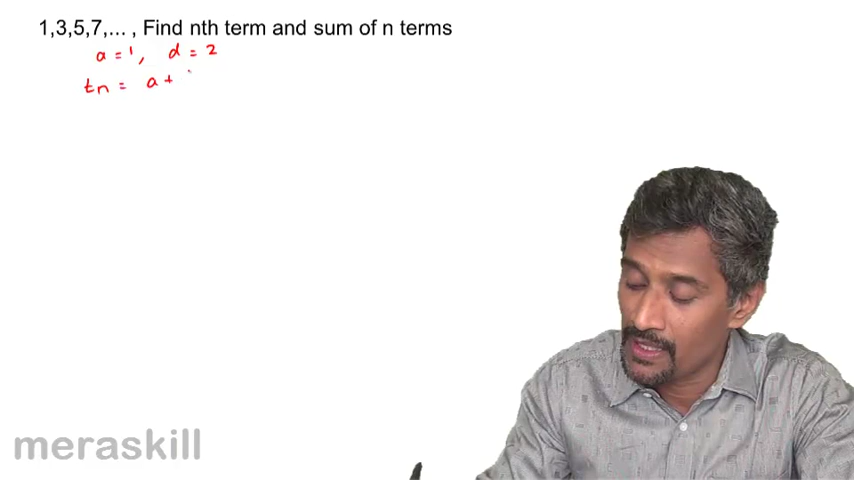 1,3,5,7,... , Find nth term and sum of n terms
a = 1, d = 2
tn = a +
meraskill